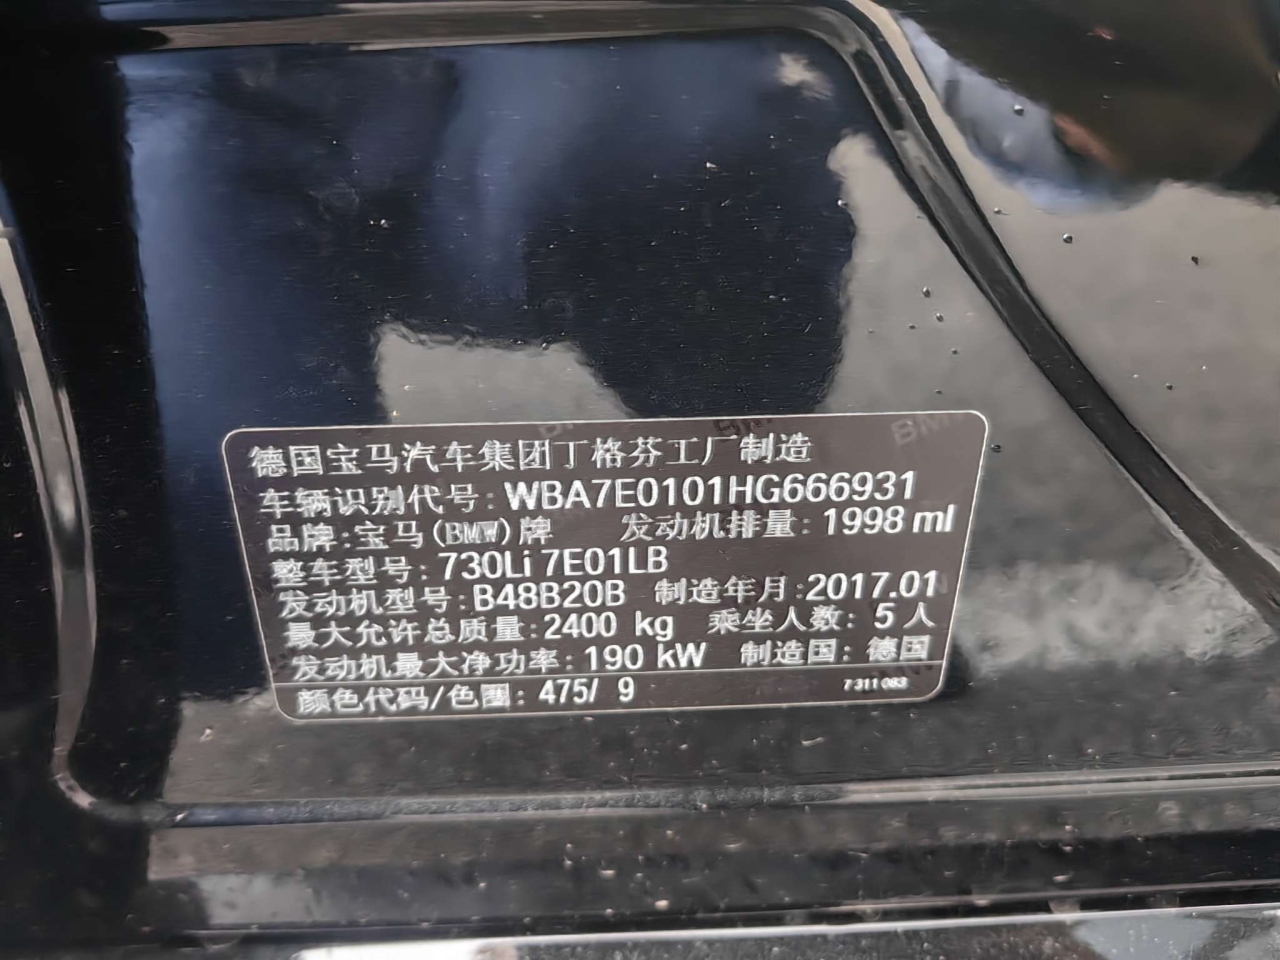 德国宝马汽车集团丁格芬工厂制造
车辆识别代号: WBA7E0101HG666931
品牌:宝马(BMW)牌 发动机排量: 1998 ml
整车型号: 730Li 7E01LB
发动机型号: B48B20B 制造年月:2017.01
最大允许总质量:2400 kg 乘坐人数: 5 人
发动机最大净功率: 190 kW 制造国: 德国
颜色代码/色圈: 475/ 9 7311083